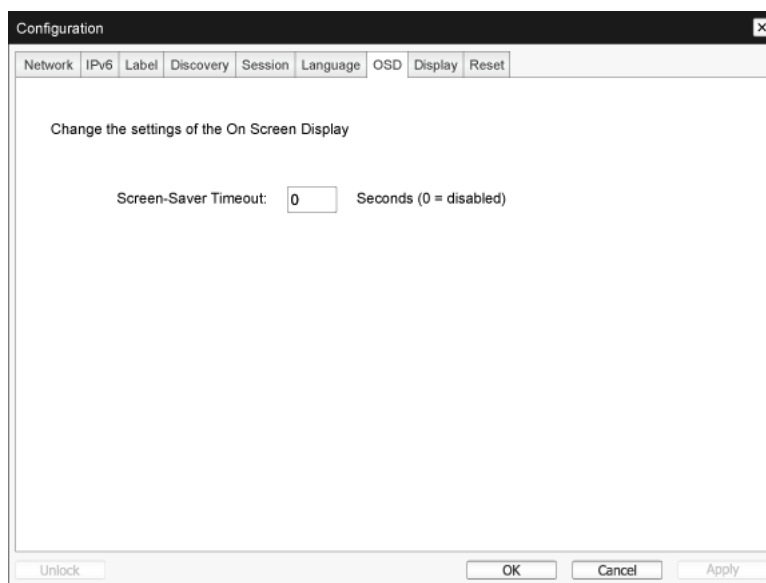 Configuration
Network IPv6 Label Discovery Session Language OSD Display Reset
Change the settings of the On Screen Display
Screen-Saver Timeout: 0 Seconds (0 = disabled)
Unlock OK Cancel Apply